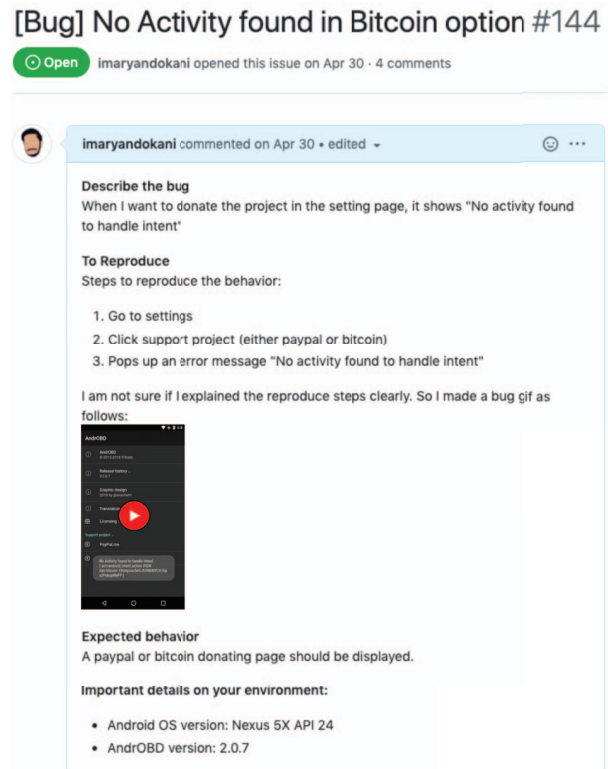 [Bug] No Activity found in Bitcoin option #144
Open imaryandokani opened this issue on Apr 30 · 4 comments
imaryandokani commented on Apr 30 • edited
Describe the bug
When I want to donate the project in the setting page, it shows "No activity found
to handle intent"
To Reproduce
Steps to reproduce the behavior:
1. Go to settings
2. Click support project (either paypal or bitcoin)
3. Pops up an error message "No activity found to handle intent"
I am not sure if I explained the reproduce steps clearly. So I made a bug gif as
follows:
AndrOBD
AndrOBD
Release history ...
Graphic design
Translation
Licensing
Support project ...
PayPal.me
No Activity found to handle Intent
Expected behavior
A paypal or bitcoin donating page should be displayed.
Important details on your environment:
• Android OS version: Nexus 5X API 24
• AndrOBD version: 2.0.7